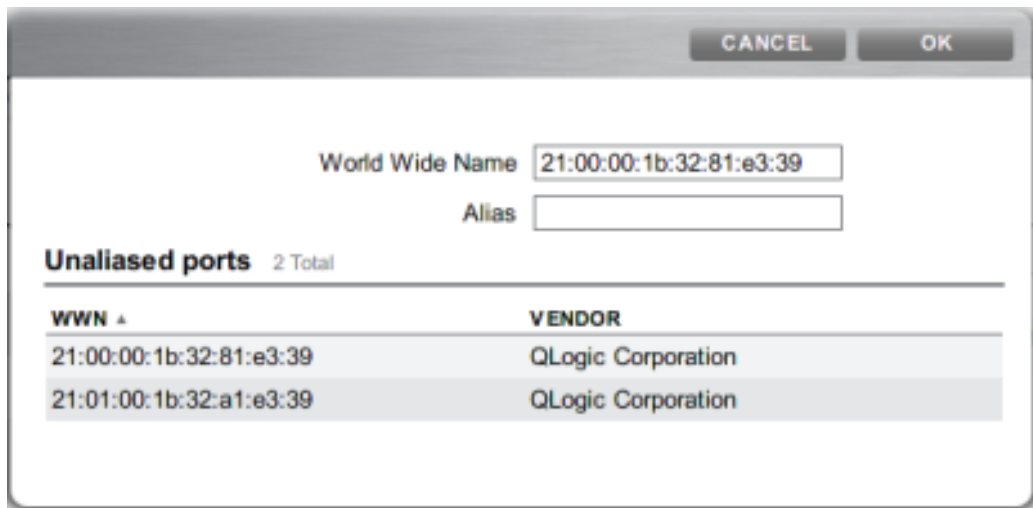 CANCEL OK
World Wide Name 21:00:00:1b:32:81:e3:39
Alias
Unaliased ports 2 Total
WWN ▲ VENDOR
21:00:00:1b:32:81:e3:39 QLogic Corporation
21:01:00:1b:32:a1:e3:39 QLogic Corporation